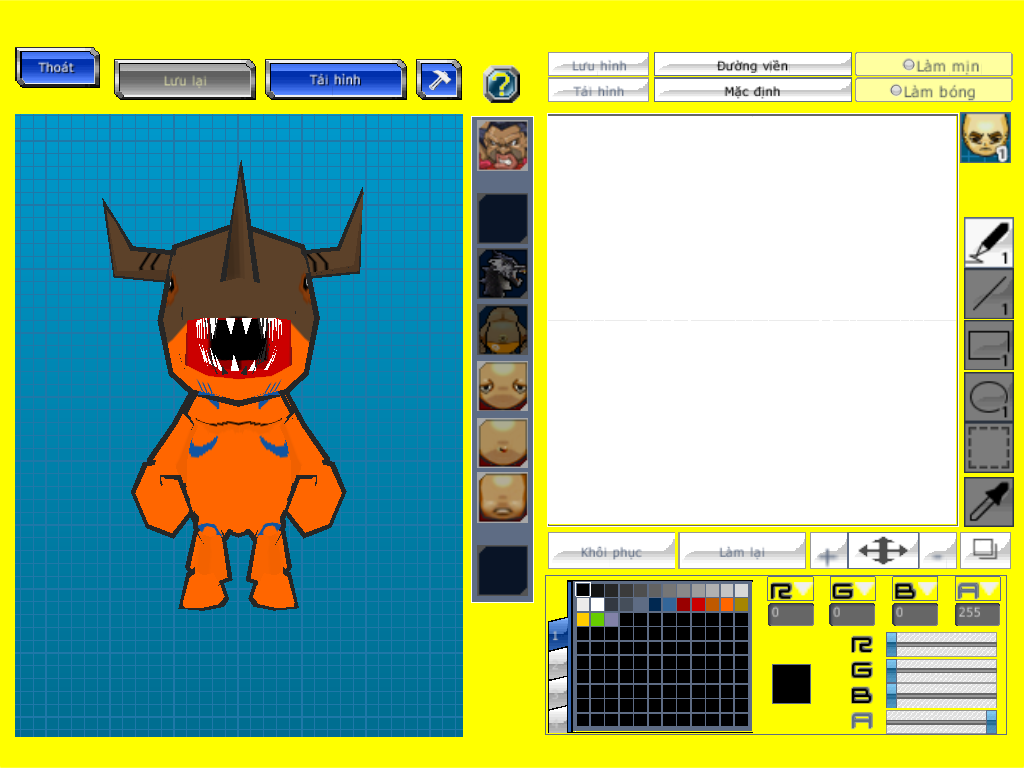 Thoát
Lưu lại
Tải hình
Lưu hình
Đường viền
Làm mịn
Tải hình
Mặc định
Làm bóng
1
1
1
1
1
Khôi phục
Làm lại
R
G
B
A
0
0
0
255
1
R
G
B
A